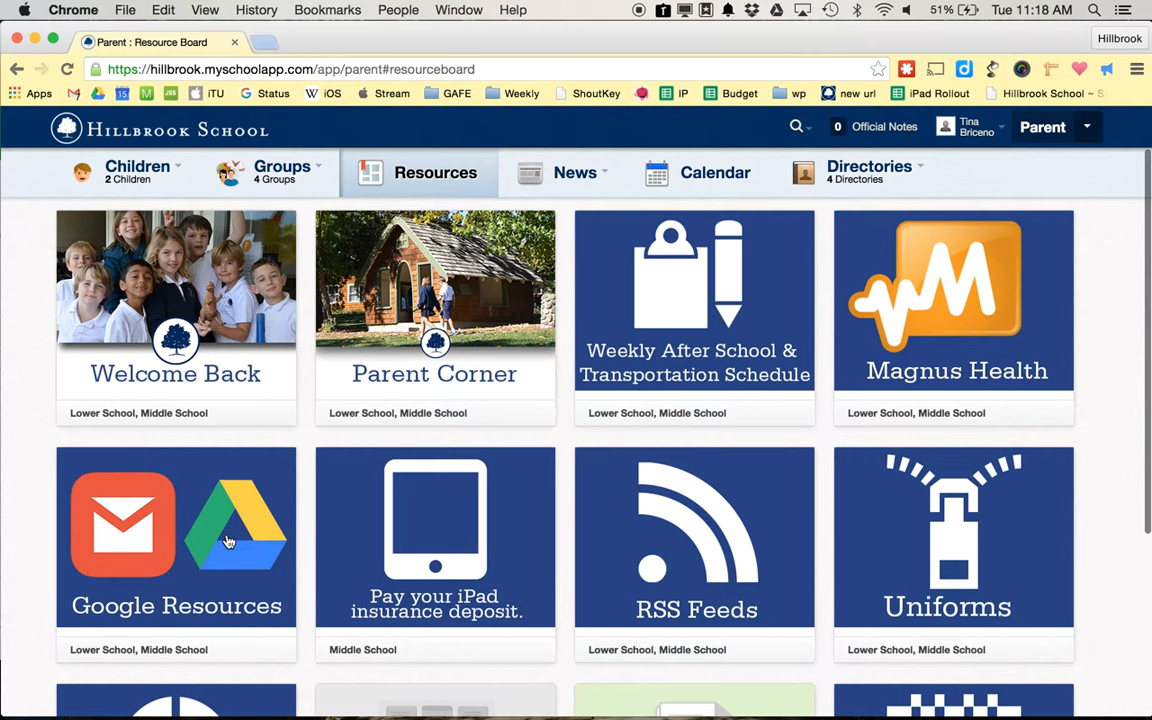 Chrome File Edit View History Bookmarks People Window Help 51% Tue 11:18 AM
Parent : Resource Board Hillbrook
https://hillbrook.myschoolapp.com/app/parent#resourceboard
Apps iTU Status iOS Stream GAFE Weekly ShoutKey IP Budget wp new url iPad Rollout Hillbrook School ~
HILLBROOK SCHOOL 0 Official Notes Tina Briceno Parent
Children
2 Children
Groups
4 Groups
Resources
News
Calendar
Directories
4 Directories
Welcome Back
Lower School, Middle School
Parent Corner
Lower School, Middle School
Weekly After School &
Transportation Schedule
Lower School, Middle School
Magnus Health
Lower School, Middle School
Google Resources
Lower School, Middle School
Pay your iPad
insurance deposit.
Middle School
RSS Feeds
Lower School, Middle School
Uniforms
Lower School, Middle School